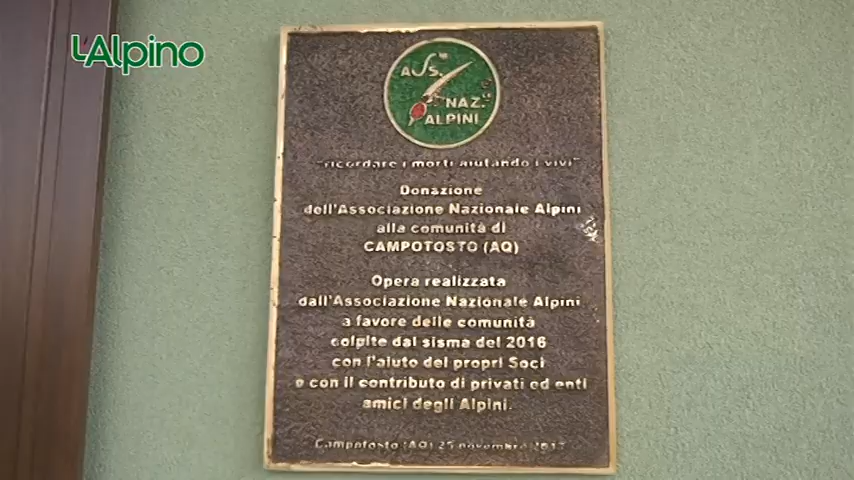 L'Alpino
ASS.
NAZ.
ALPINI
"ricordare i morti aiutando i vivi"
Donazione
dell'Associazione Nazionale Alpini
alla comunità di
CAMPOTOSTO (AQ)
Opera realizzata
dall'Associazione Nazionale Alpini
a favore delle comunità
colpite dal sisma del 2016
con l'aiuto dei propri Soci
e con il contributo di privati ed enti
amici degli Alpini.
Campotosto (AQ) 25 novembre